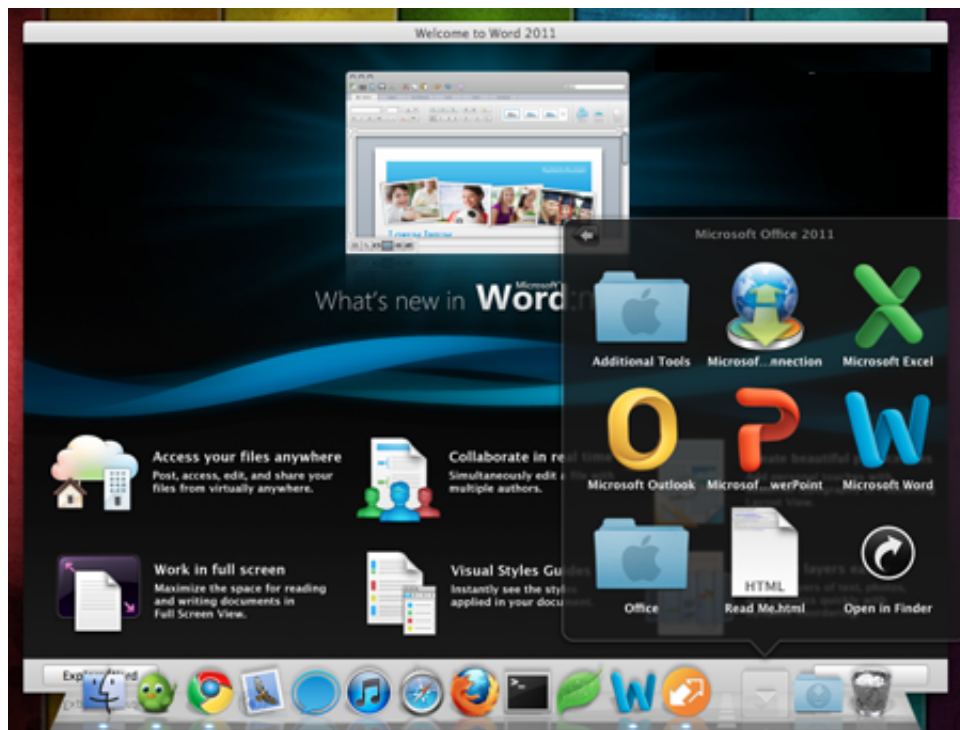 Welcome to Word 2011
Lorem Ipsum
Microsoft Office 2011
What's new in Microsoft Word
Additional Tools
Microsof...nnection
Microsoft Excel
Access your files anywhere
Post, access, edit, and share your
files from virtually anywhere.
Collaborate in real time
Simultaneously edit a file with
multiple authors.
Microsoft Outlook
Microsof...werPoint
Microsoft Word
Work in full screen
Maximize the space for reading
and writing documents in
Full Screen View.
Visual Styles Gu
Instantly see the styles
applied in your document.
HTML
Office
Read Me.html
Open in Finder